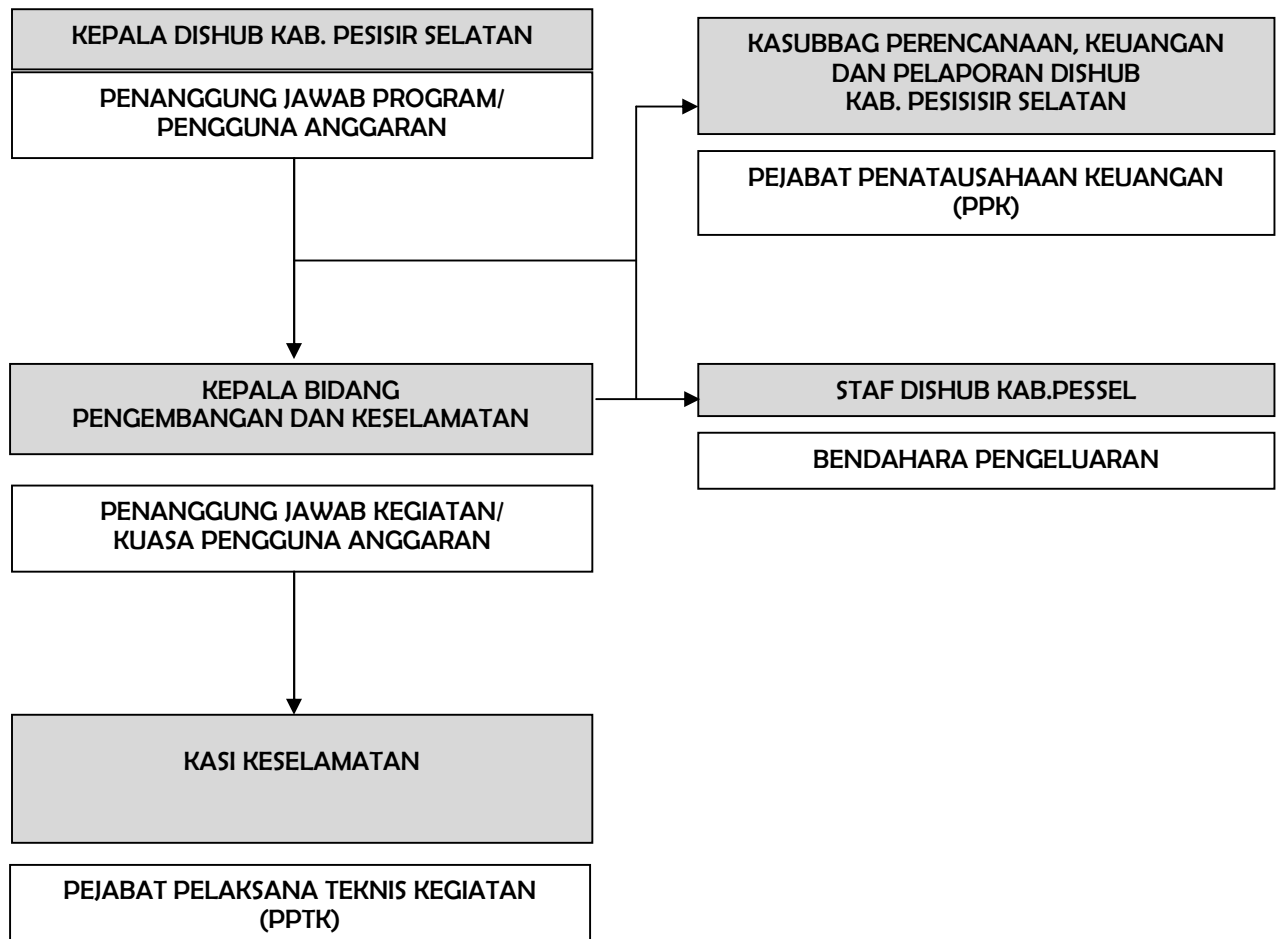 KEPALA DISHUB KAB. PESISIR SELATAN
PENANGGUNG JAWAB PROGRAM/
PENGGUNA ANGGARAN
KASUBBAG PERENCANAAN, KEUANGAN
DAN PELAPORAN DISHUB
KAB. PESISISIR SELATAN
PEJABAT PENATAUSAHAAN KEUANGAN
(PPK)
KEPALA BIDANG
PENGEMBANGAN DAN KESELAMATAN
STAF DISHUB KAB.PESSEL
BENDAHARA PENGELUARAN
PENANGGUNG JAWAB KEGIATAN/
KUASA PENGGUNA ANGGARAN
KASI KESELAMATAN
PEJABAT PELAKSANA TEKNIS KEGIATAN
(PPTK)